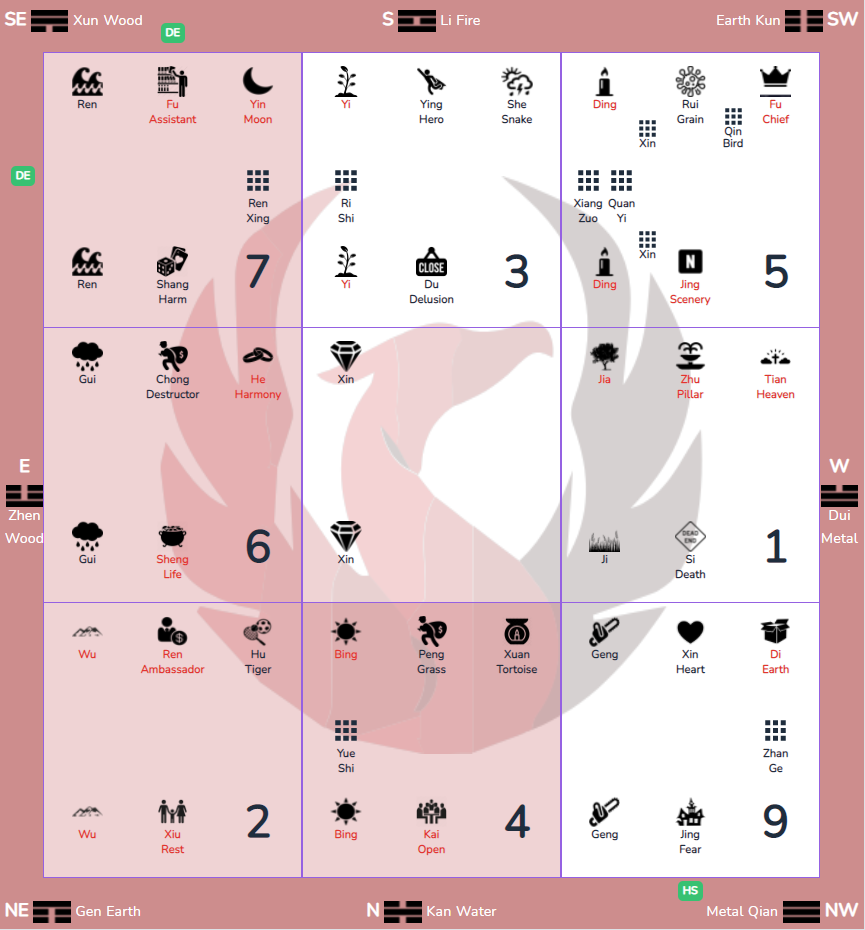 SE Xun Wood
DE
S Li Fire
Earth Kun SW
DE
Ren
Fu
Assistant
Yin
Moon
Ren
Xing
Ren
Shang
Harm
7
Yi
Ying
Hero
She
Snake
Ri
Shi
Yi
CLOSE
Du
Delusion
3
Ding
Rui
Grain
Fu
Chief
Xin
Qin
Bird
Xiang
Zuo
Quan
Yi
Xin
Ding
N
Jing
Scenery
5
E
Zhen
Wood
Gui
Chong
Destructor
He
Harmony
Gui
Sheng
Life
6
Xin
Xin
Jia
Zhu
Pillar
Tian
Heaven
Ji
DEAD
END
Si
Death
1
W
Dui
Metal
Wu
Ren
Ambassador
Hu
Tiger
Wu
Xiu
Rest
2
Bing
Peng
Grass
A
Xuan
Tortoise
Yue
Shi
Bing
Kai
Open
4
Geng
Xin
Heart
Di
Earth
Zhan
Ge
Geng
Jing
Fear
9
HS
NE Gen Earth
N Kan Water
Metal Qian NW